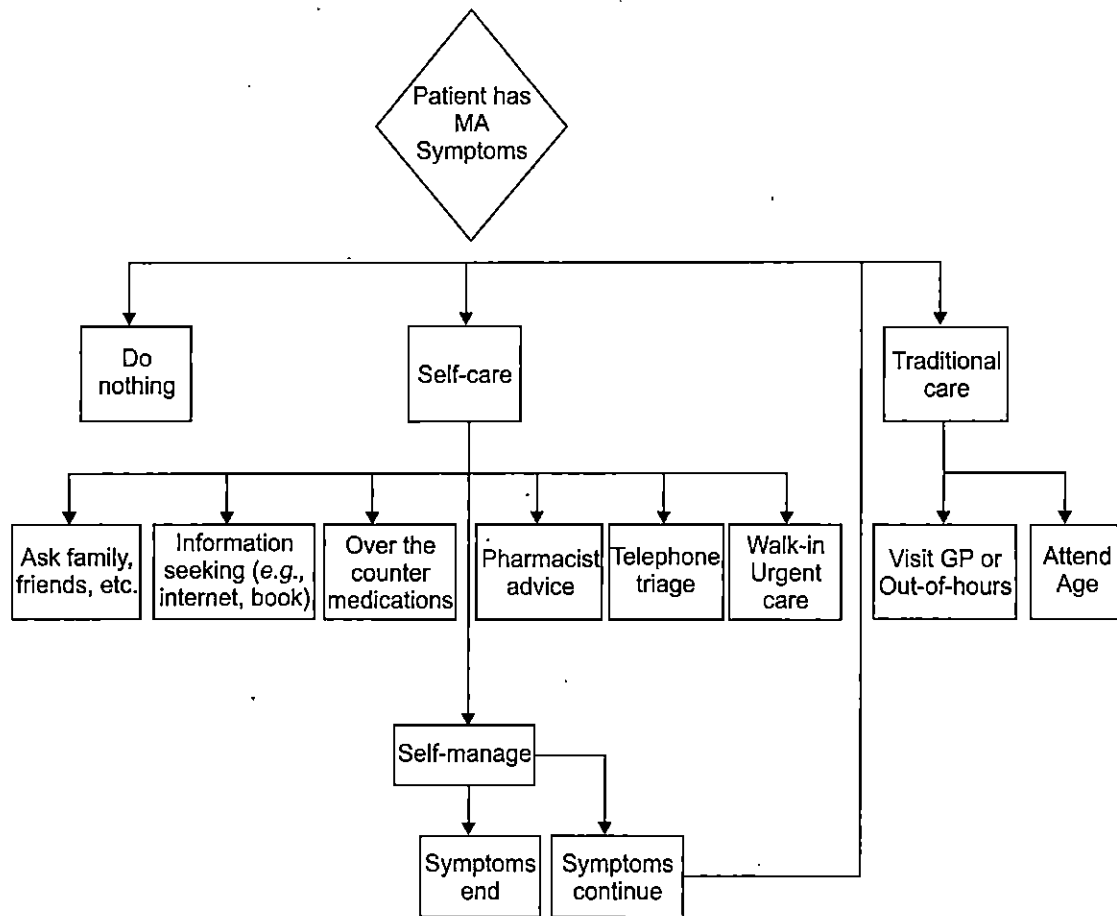 Patient has
MA
Symptoms
Do
nothing
Self-care
Traditional
care
Ask family,
friends, etc.
Information
seeking (e.g.,
internet, book)
Over the
counter
medications
Pharmacist
advice
Telephone
triage
Walk-in
Urgent
care
Visit GP or
Out-of-hours
Attend
Age
Self-manage
Symptoms
end
Symptoms
continue